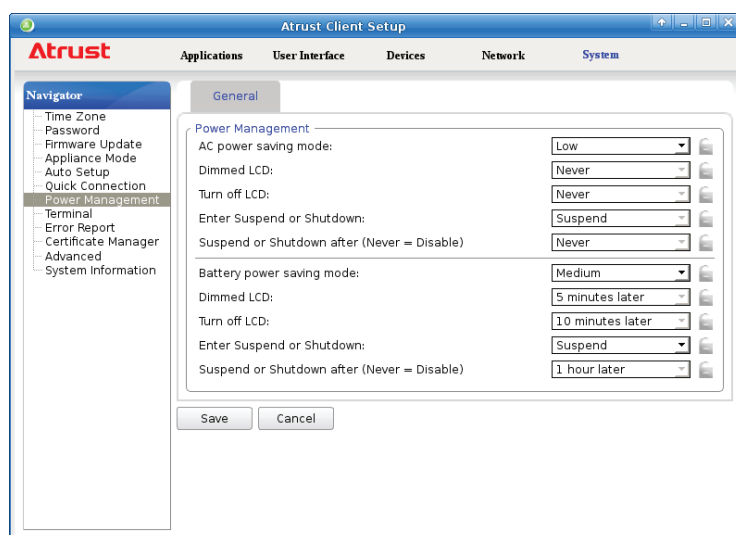 Atrust Client Setup
Atrust
Applications User Interface Devices Network System
Navigator
Time Zone
Password
Firmware Update
Appliance Mode
Auto Setup
Quick Connection
Power Management
Terminal
Error Report
Certificate Manager
Advanced
System Information
General
Power Management
AC power saving mode: Low
Dimmed LCD: Never
Turn off LCD: Never
Enter Suspend or Shutdown: Suspend
Suspend or Shutdown after (Never = Disable) Never
Battery power saving mode: Medium
Dimmed LCD: 5 minutes later
Turn off LCD: 10 minutes later
Enter Suspend or Shutdown: Suspend
Suspend or Shutdown after (Never = Disable) 1 hour later
Save Cancel